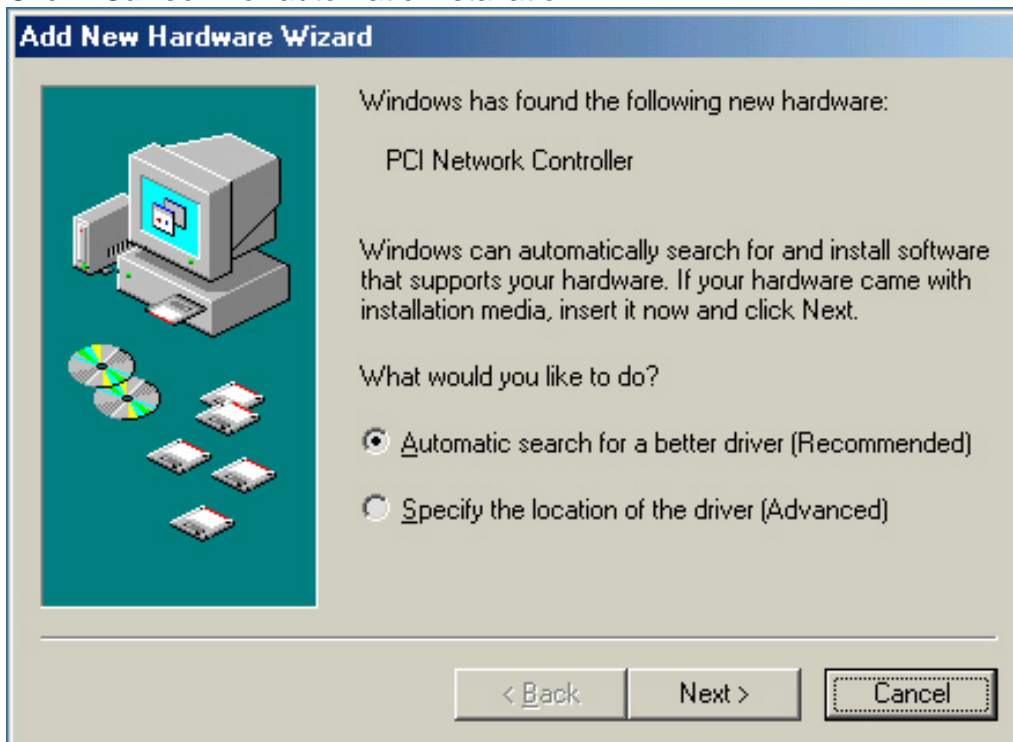 Add New Hardware Wizard
Windows has found the following new hardware:
PCI Network Controller
Windows can automatically search for and install software
that supports your hardware. If your hardware came with
installation media, insert it now and click Next.
What would you like to do?
Automatic search for a better driver (Recommended)
Specify the location of the driver (Advanced)
< Back
Next >
Cancel